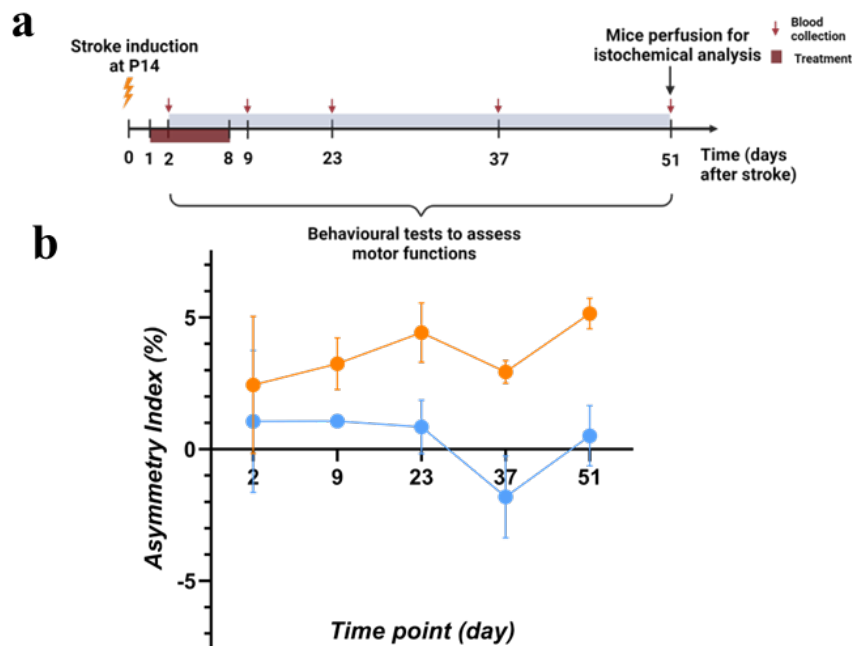 a
Stroke induction
at P14
Mice perfusion for
istochemical analysis
Blood
collection
Treatment
0 1 2 8 9 23 37 51
Time (days
after stroke)
Behavioural tests to assess
motor functions
b
Asymmetry Index (%)
5
0
-5
2 9 23 37 51
Time point (day)